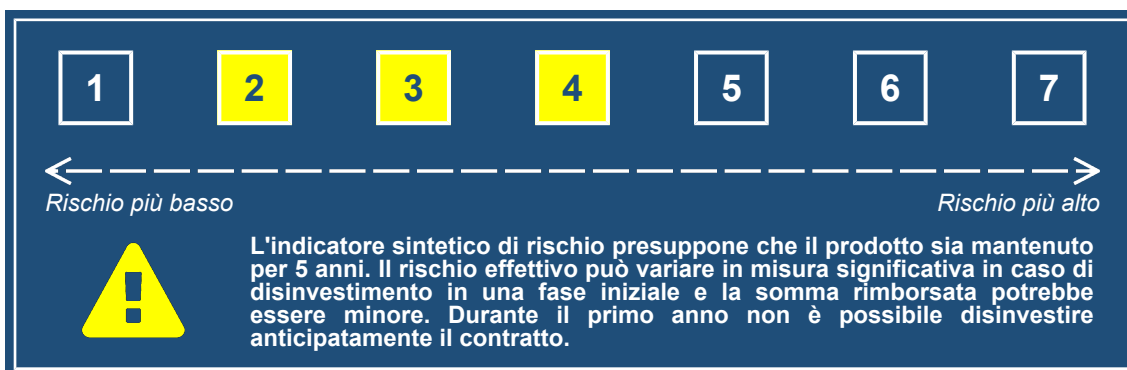 1 2 3 4 5 6 7
Rischio più basso Rischio più alto
L'indicatore sintetico di rischio presuppone che il prodotto sia mantenuto
per 5 anni. Il rischio effettivo può variare in misura significativa in caso di
disinvestimento in una fase iniziale e la somma rimborsata potrebbe
essere minore. Durante il primo anno non è possibile disinvestire
anticipatamente il contratto.